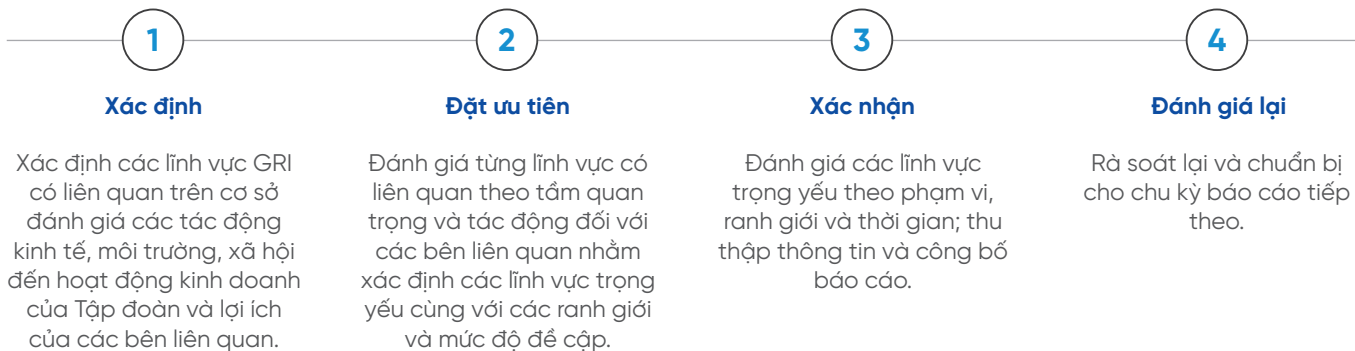 1
Xác định
Xác định các lĩnh vực GRI
có liên quan trên cơ sở
đánh giá các tác động
kinh tế, môi trường, xã hội
đến hoạt động kinh doanh
của Tập đoàn và lợi ích
của các bên liên quan.
2
Đặt ưu tiên
Đánh giá từng lĩnh vực có
liên quan theo tầm quan
trọng và tác động đối với
các bên liên quan nhằm
xác định các lĩnh vực trọng
yếu cùng với các ranh giới
và mức độ đề cập.
3
Xác nhận
Đánh giá các lĩnh vực
trọng yếu theo phạm vi,
ranh giới và thời gian; thu
thập thông tin và công bố
báo cáo.
4
Đánh giá lại
Rà soát lại và chuẩn bị
cho chu kỳ báo cáo tiếp
theo.